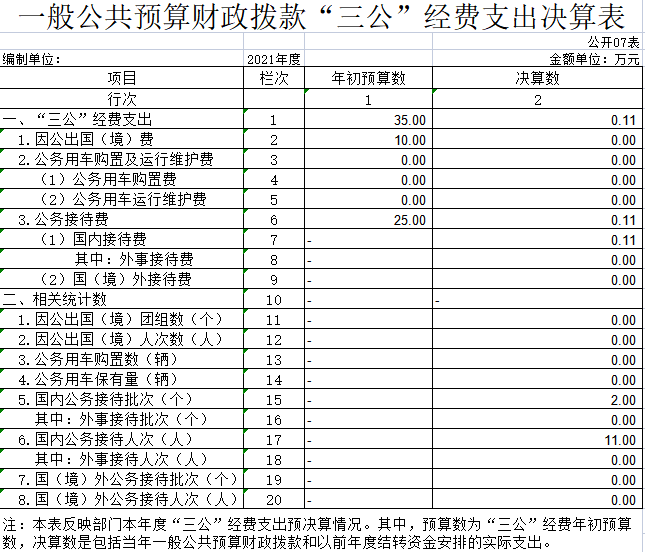 一般公共预算财政拨款“三公”经费支出决算表
公开07表
编制单位： 2021年度 金额单位：万元
项目 栏次 年初预算数 决算数
行次 1 2
一、“三公”经费支出 1 35.00 0.11
1.因公出国（境）费 2 10.00 0.00
2.公务用车购置及运行维护费 3 0.00 0.00
（1）公务用车购置费 4 0.00 0.00
（2）公务用车运行维护费 5 0.00 0.00
3.公务接待费 6 25.00 0.11
（1）国内接待费 7 - 0.11
其中：外事接待费 8 - 0.00
（2）国（境）外接待费 9 - 0.00
二、相关统计数 10 - -
1.因公出国（境）团组数（个） 11 - 0.00
2.因公出国（境）人次数（人） 12 - 0.00
3.公务用车购置数（辆） 13 - 0.00
4.公务用车保有量（辆） 14 - 0.00
5.国内公务接待批次（个） 15 - 2.00
其中：外事接待批次（个） 16 - 0.00
6.国内公务接待人次（人） 17 - 11.00
其中：外事接待人次（人） 18 - 0.00
7.国（境）外公务接待批次（个） 19 - 0.00
8.国（境）外公务接待人次（人） 20 - 0.00
注：本表反映部门本年度“三公”经费支出预决算情况。其中，预算数为“三公”经费年初预算
数，决算数是包括当年一般公共预算财政拨款和以前年度结转资金安排的实际支出。